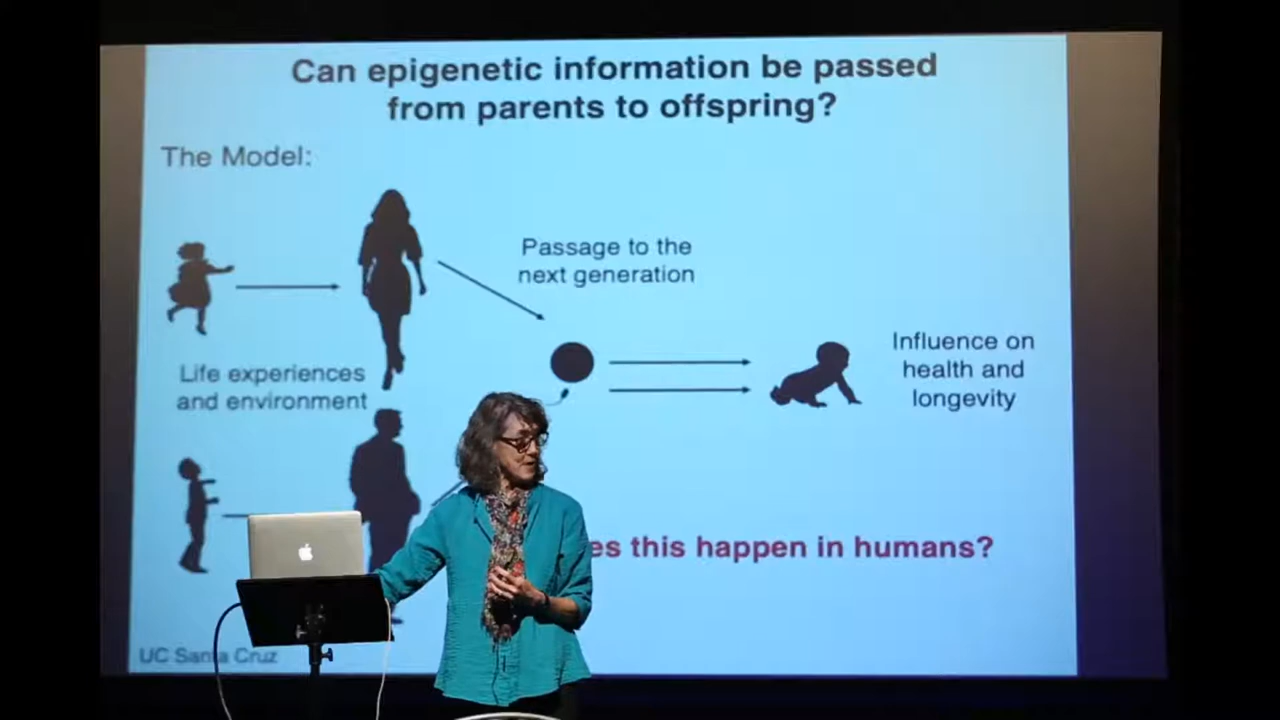 Can epigenetic information be passed
from parents to offspring?
The Model:
Passage to the
next generation
Life experiences
and environment
Influence on
health and
longevity
es this happen in humans?
UC Santa Cruz